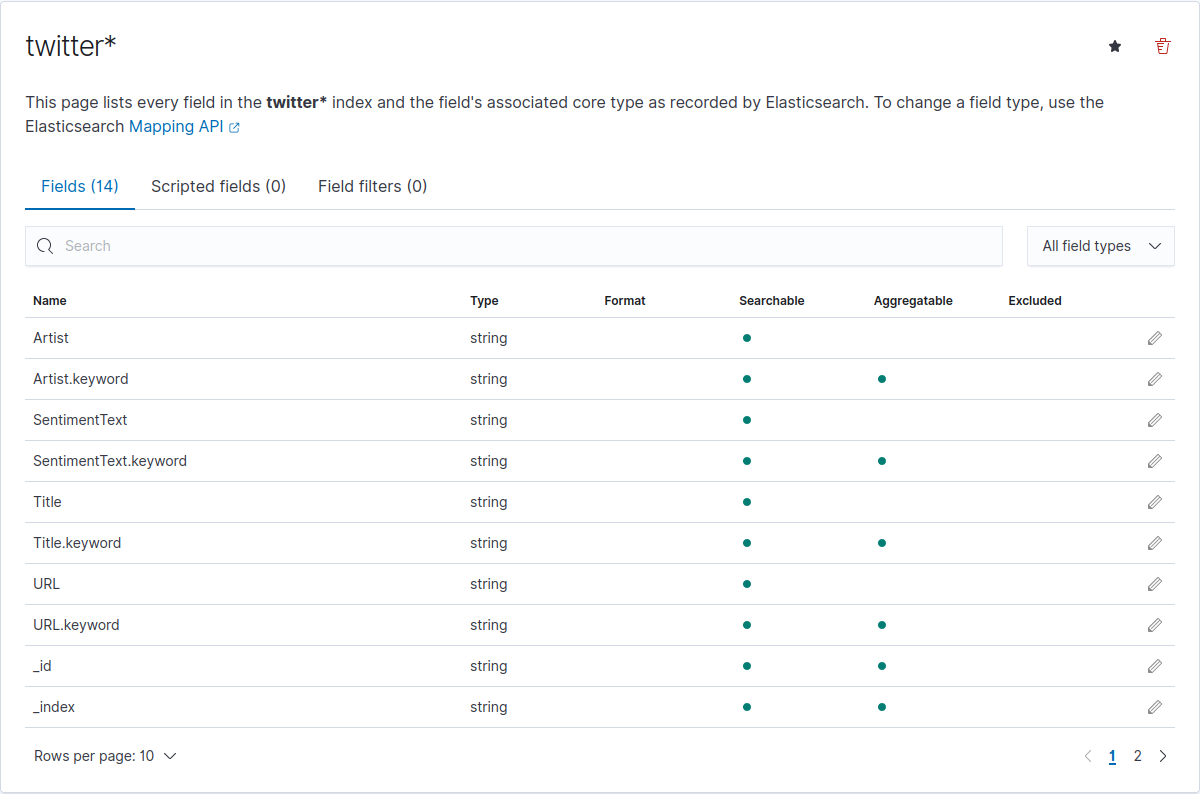 twitter*
This page lists every field in the twitter* index and the field's associated core type as recorded by Elasticsearch. To change a field type, use the
Elasticsearch Mapping API
Fields (14) Scripted fields (0) Field filters (0)
Search All field types
Name Type Format Searchable Aggregatable Excluded
Artist string
Artist.keyword string
SentimentText string
SentimentText.keyword string
Title string
Title.keyword string
URL string
URL.keyword string
_id string
_index string
Rows per page: 10 1 2